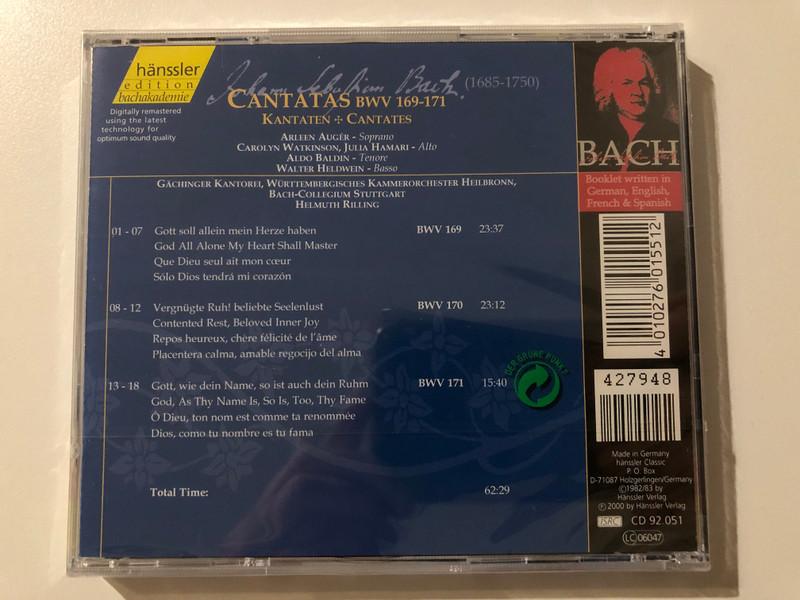 hänssler
edition
bachakademie
Digitally remastered
using the latest
technology for
optimum sound quality
Johann Sebastian Bach.
(1685-1750)
CANTATAS BWV 169-171
KANTATEN ✣ CANTATES
ARLEEN AUGÉR - Soprano
CAROLYN WATKINSON, JULIA HAMARI - Alto
ALDO BALDIN - Tenore
WALTER HELDWEIN - Basso
GÄCHINGER KANTOREI, WÜRTTEMBERGISCHES KAMMERORCHESTER HEILBRONN,
BACH-COLLEGIUM STUTTGART
HELMUTH RILLING
01 - 07 Gott soll allein mein Herze haben BWV 169 23:37
God All Alone My Heart Shall Master
Que Dieu seul ait mon cœur
Sólo Dios tendrá mi corazón
08 - 12 Vergnügte Ruh! beliebte Seelenlust BWV 170 23:12
Contented Rest, Beloved Inner Joy
Repos heureux, chère félicité de l'âme
Placentera calma, amable regocijo del alma
13 - 18 Gott, wie dein Name, so ist auch dein Ruhm BWV 171 15:40
God, As Thy Name Is, So Is, Too, Thy Fame
Ô Dieu, ton nom est comme ta renommée
Dios, como tu nombre es tu fama
Total Time: 62:29
DER GRÜNE PUNKT
BACH
Booklet written in
German, English,
French & Spanish
4 010276 015512
427948
Made in Germany
hänssler Classic
P. O. Box
D-71087 Holzgerlingen/Germany
©1982/83 by
Hänssler Verlag
℗ 2000 by Hänssler Verlag
ISRC CD 92.051
LC 06047